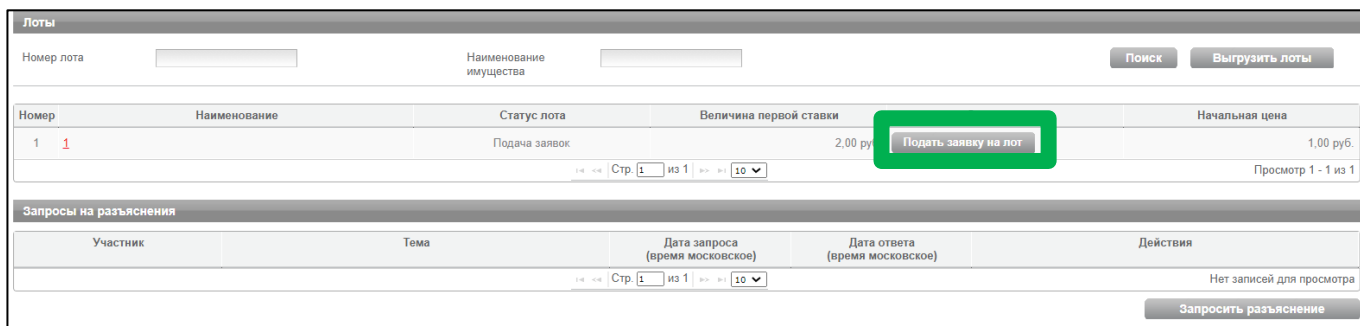 Лоты
Номер лота Наименование имущества Поиск Выгрузить лоты
Номер Наименование Статус лота Величина первой ставки Начальная цена
1 1 Подача заявок 2,00 ру Подать заявку на лот 1,00 руб.
Стр. 1 из 1 10 Просмотр 1 - 1 из 1
Запросы на разъяснения
Участник Тема Дата запроса (время московское) Дата ответа (время московское) Действия
Стр. 1 из 1 10 Нет записей для просмотра
Запросить разъяснение